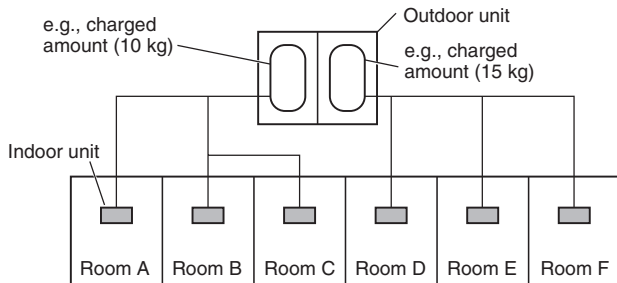 e.g., charged
amount (10 kg)
Outdoor unit
e.g., charged
amount (15 kg)
Indoor unit
Room A
Room B
Room C
Room D
Room E
Room F